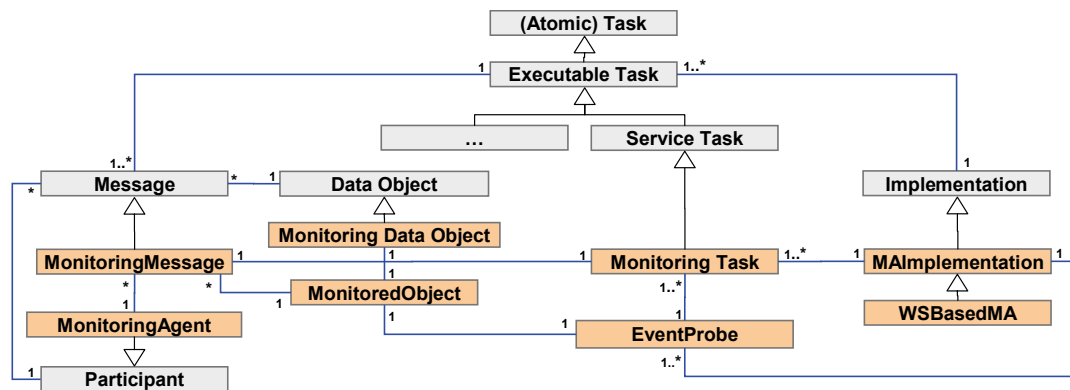 (Atomic) Task
1 Executable Task 1..*
... Service Task
1..* 1
Message * 1 Data Object Implementation
*
Monitoring Data Object
MonitoringMessage 1 1 1 Monitoring Task 1..* 1 MAImplementation 1
* * 1 1..*
MonitoredObject
1 1 1 WSBasedMA
MonitoringAgent 1 1 EventProbe
1..*
1 Participant